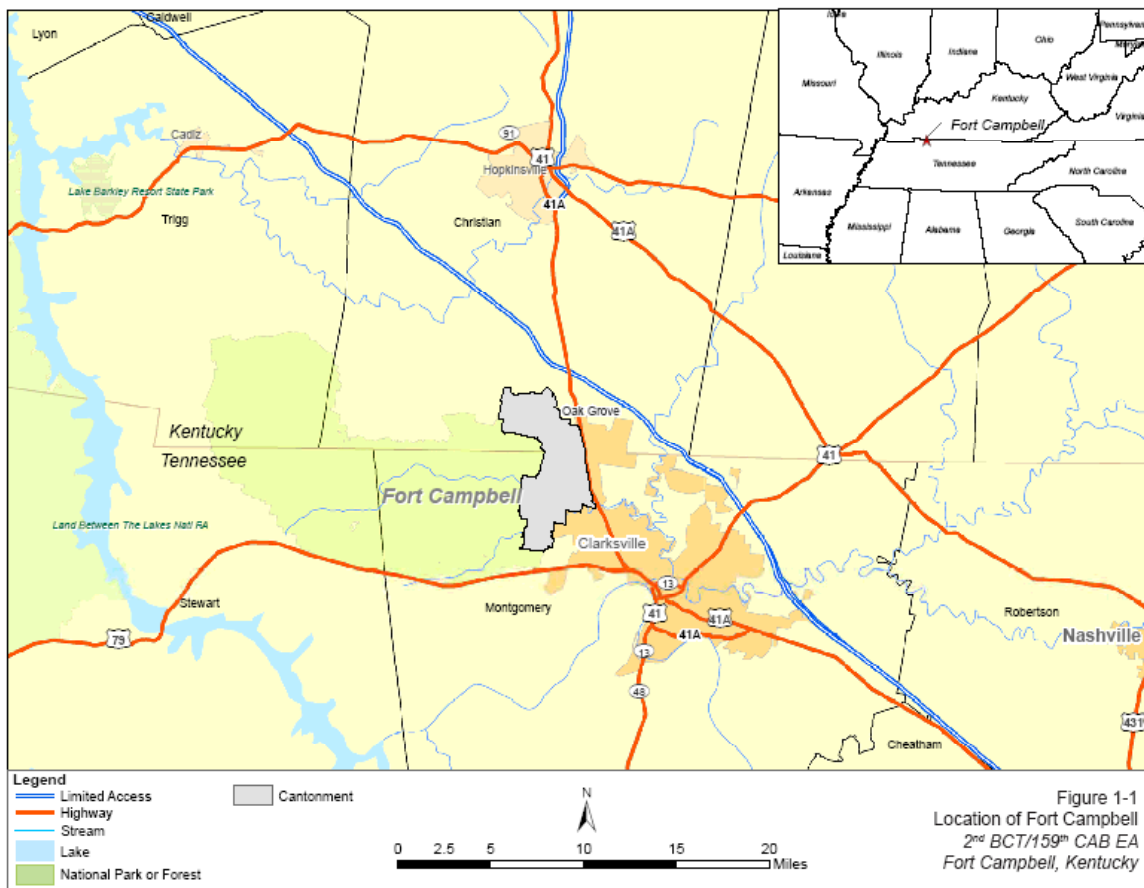 Lyon
Caldwell
Cadiz
Lake Barkley Resort State Park
Trigg
91
41
Hopkinsville
41A
Christian
41A
Illinois
Indiana
Ohio
Missouri
West Virginia
Kentucky
Virginia
Fort Campbell
Tennessee
North Carolina
Arkansas
South Carolina
Mississippi
Alabama
Georgia
Louisiane
Oak Grove
Kentucky
Tennessee
41
Fort Campbell
Land Between The Lakes Natl RA
Clarksville
13
Stewart
Montgomery
41
41A
Robertson
79
41A
Nashville
13
48
431
Cheatham
Legend
Limited Access
Highway
Stream
Lake
National Park or Forest
Cantonment
N
0 2.5 5 10 15 20
Miles
Figure 1-1
Location of Fort Campbell
2nd BCT/159th CAB EA
Fort Campbell, Kentucky